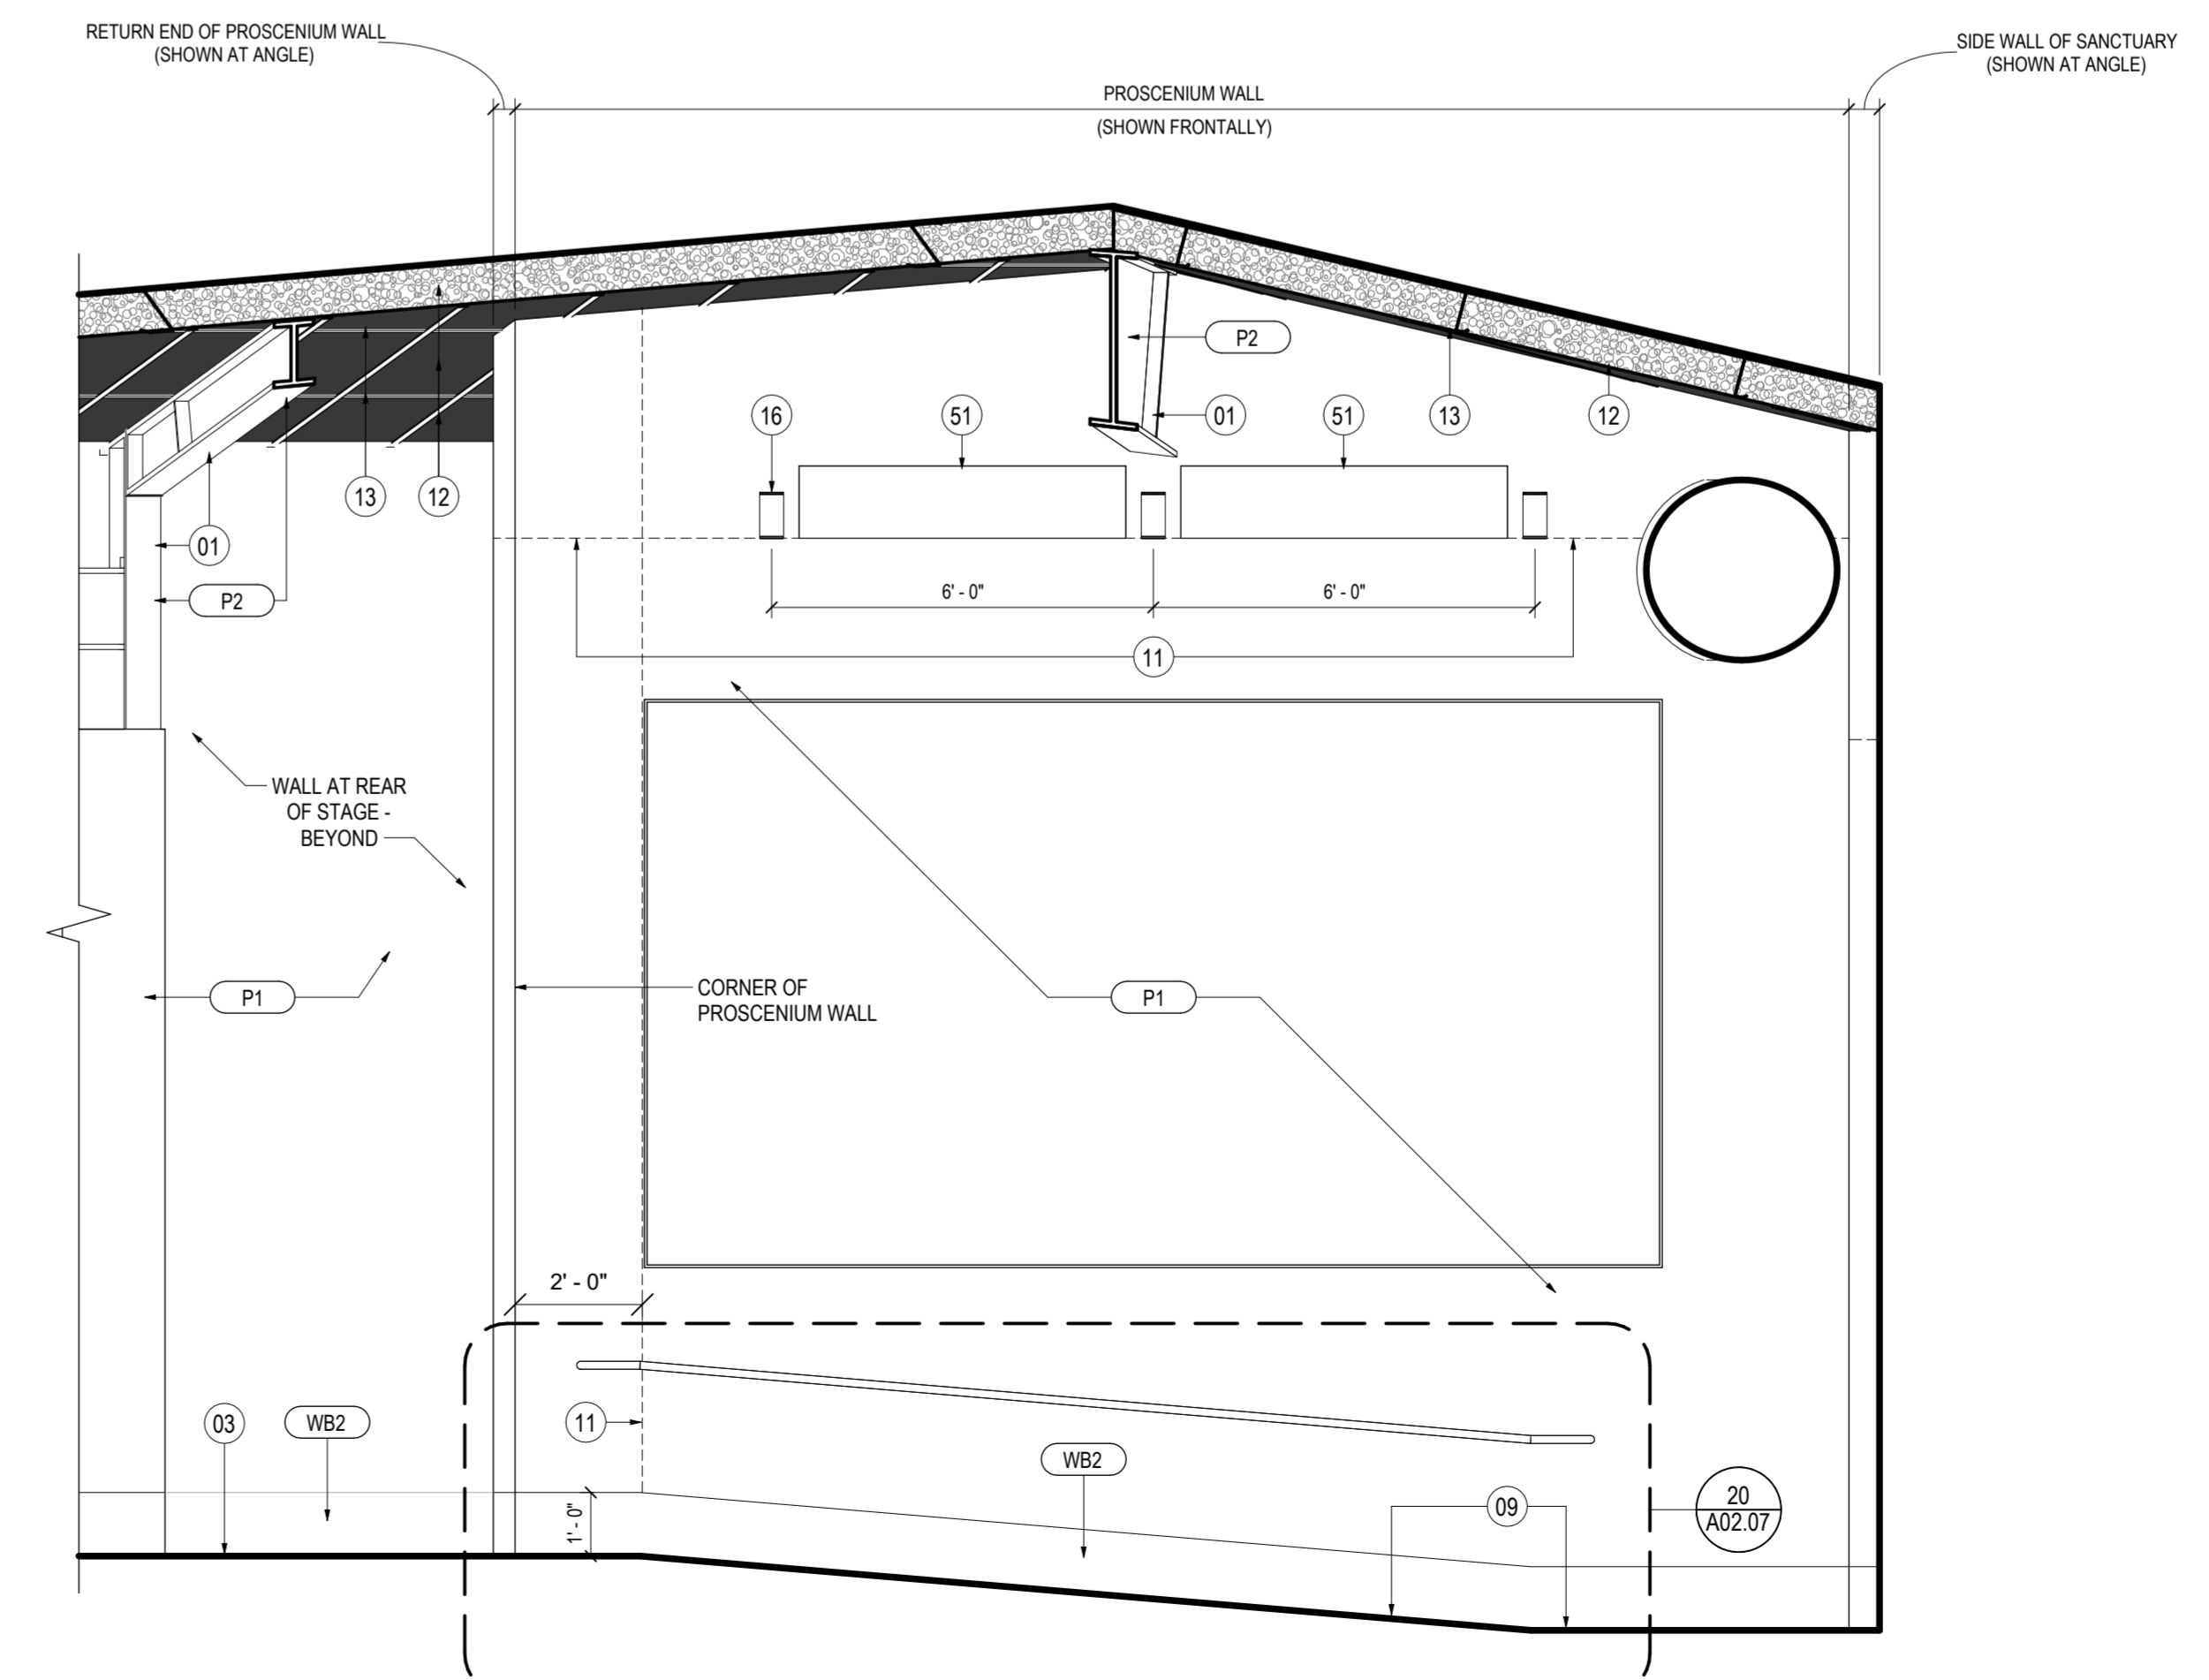 RETURN END OF PROSCENIUM WALL
(SHOWN AT ANGLE)
SIDE WALL OF SANCTUARY
(SHOWN AT ANGLE)
PROSCENIUM WALL
(SHOWN FRONTALLY)
P2
16
51
01
51
13
12
13
12
01
P2
6' - 0"
6' - 0"
11
WALL AT REAR
OF STAGE -
BEYOND
P1
CORNER OF
PROSCENIUM WALL
P1
2' - 0"
03
WB2
11
WB2
1' - 0"
09
20
A02.07